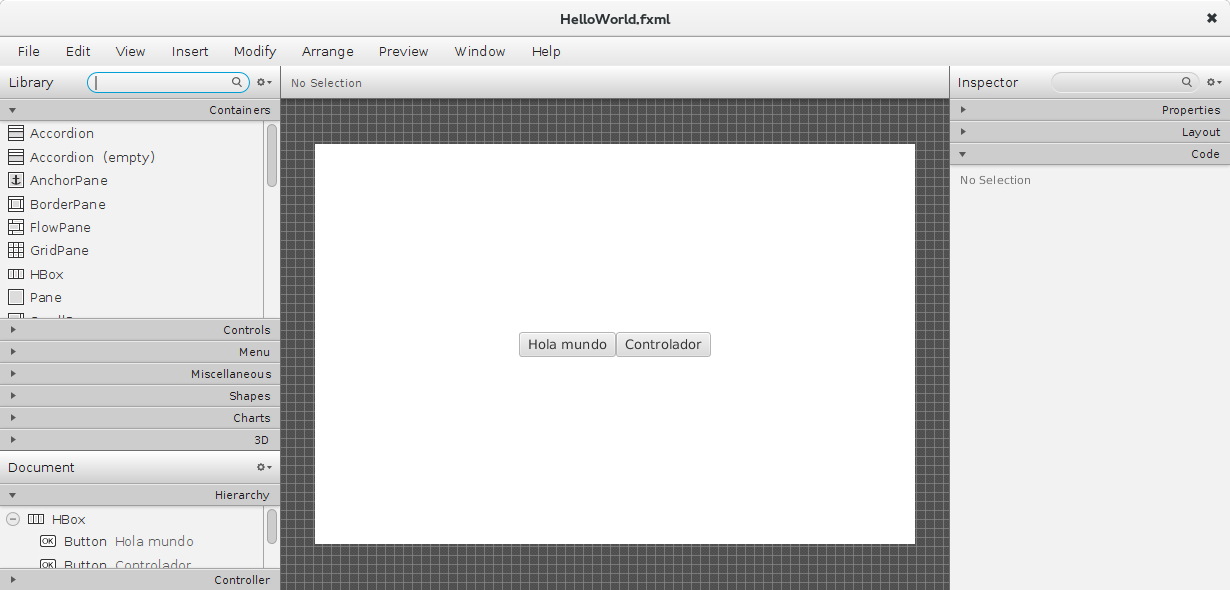 HelloWorld.fxml
File Edit View Insert Modify Arrange Preview Window Help
Library
No Selection
Inspector
Containers
Accordion
Accordion (empty)
AnchorPane
BorderPane
FlowPane
GridPane
HBox
Pane
Controls
Menu
Miscellaneous
Shapes
Charts
3D
Document
Hierarchy
HBox
OK Button Hola mundo
OK Button Controlador
Controller
Hola mundo Controlador
Properties
Layout
Code
No Selection